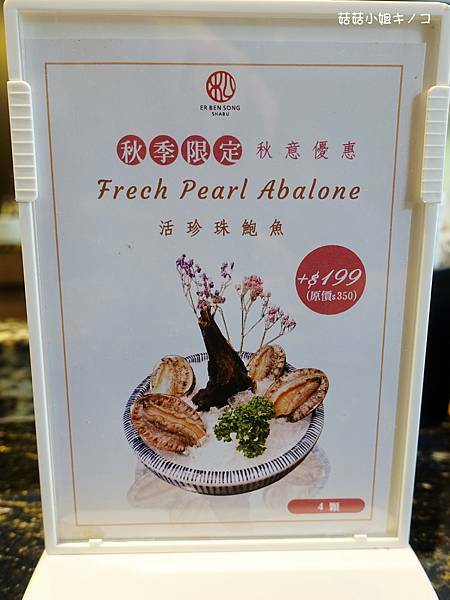 菇菇小姐キノコ
ER BEN SONG
SHABU
秋季限定 秋意優惠
Frech Pearl Abalone
活珍珠鮑魚
+$199
(原價$350)
4顆